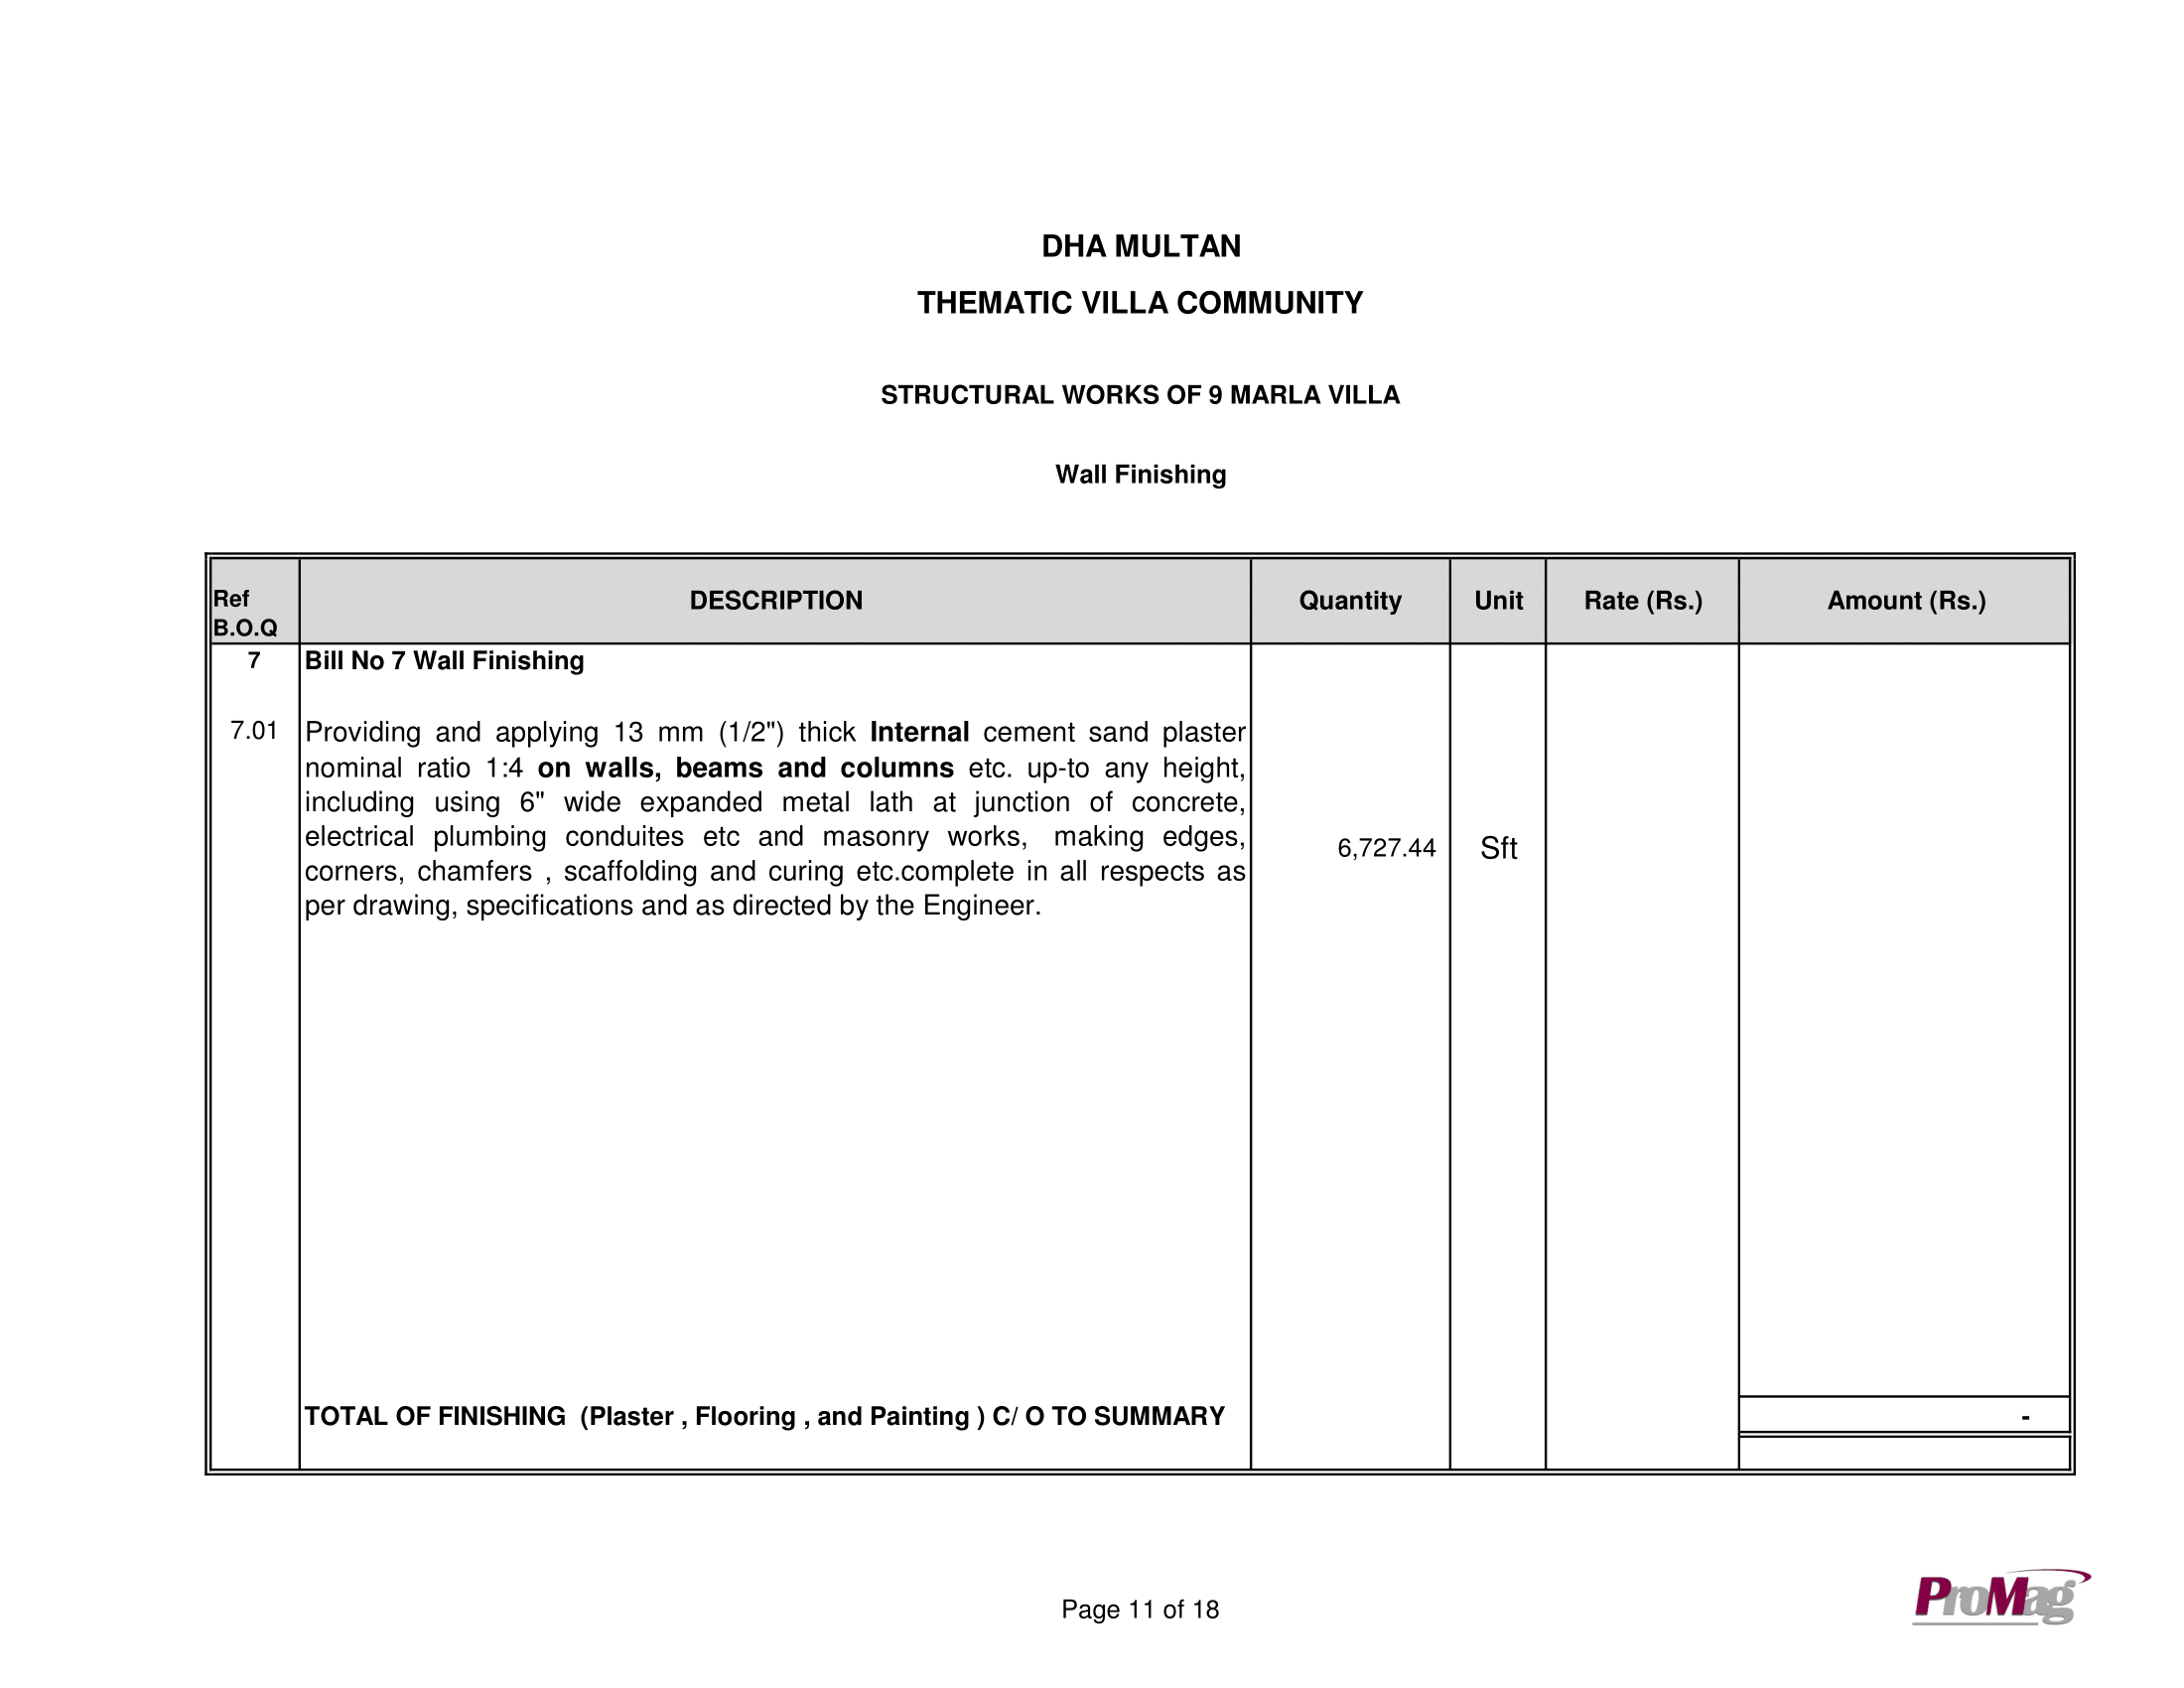 DHA MULTAN
THEMATIC VILLA COMMUNITY
STRUCTURAL WORKS OF 9 MARLA VILLA
Wall Finishing
Ref B.O.Q DESCRIPTION Quantity Unit Rate (Rs.) Amount (Rs.)
7 Bill No 7 Wall Finishing
7.01 Providing and applying 13 mm (1/2") thick Internal cement sand plaster
nominal ratio 1:4 on walls, beams and columns etc. up-to any height,
including using 6" wide expanded metal lath at junction of concrete,
electrical plumbing conduites etc and masonry works, making edges,
corners, chamfers , scaffolding and curing etc.complete in all respects as
per drawing, specifications and as directed by the Engineer.
6,727.44 Sft
TOTAL OF FINISHING (Plaster , Flooring , and Painting ) C/ O TO SUMMARY -
Page 11 of 18
ProMag